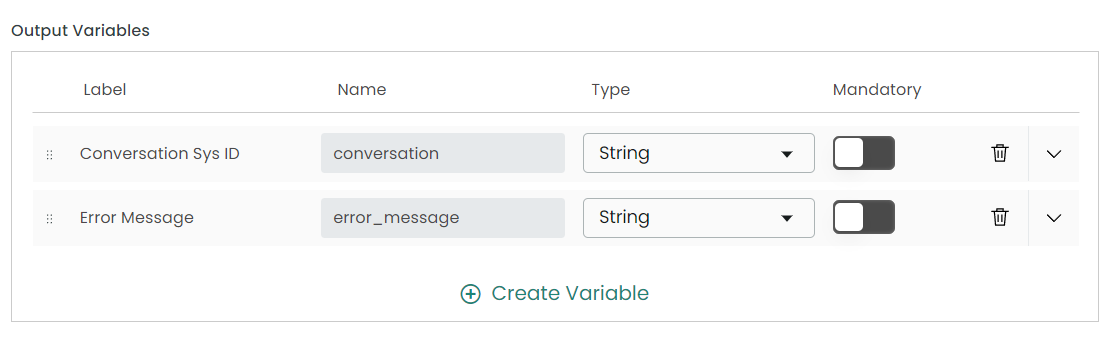 Output Variables
Label Name Type Mandatory
Conversation Sys ID conversation String
Error Message error_message String
Create Variable